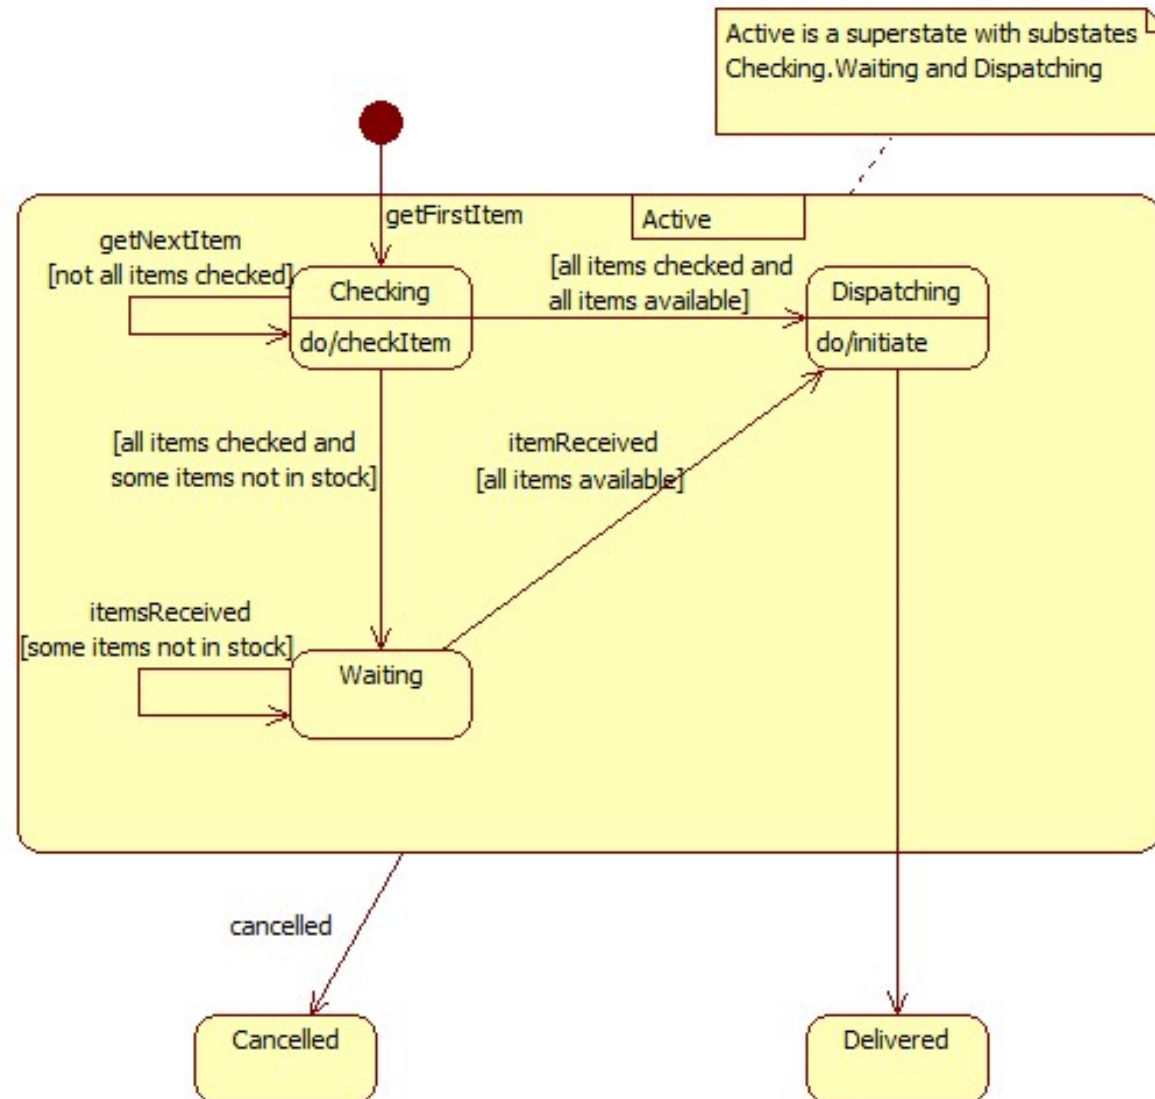 Active is a superstate with substates
Checking.Waiting and Dispatching
getFirstItem
Active
getNextItem
[not all items checked]
[all items checked and
all items available]
Checking
do/checkItem
Dispatching
do/initiate
[all items checked and
some items not in stock]
itemReceived
[all items available]
itemsReceived
[some items not in stock]
Waiting
cancelled
Cancelled
Delivered